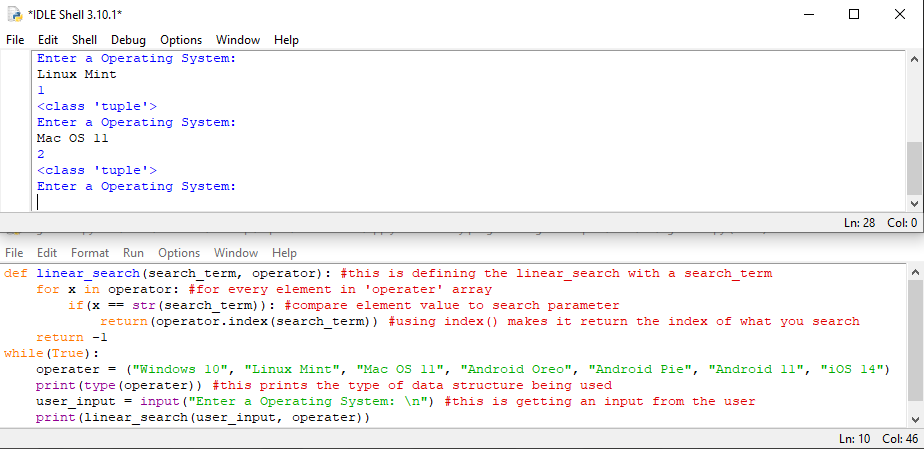 *IDLE Shell 3.10.1*
File Edit Shell Debug Options Window Help
Enter a Operating System:
Linux Mint
1
<class 'tuple'>
Enter a Operating System:
Mac OS 11
2
<class 'tuple'>
Enter a Operating System:
Ln: 28 Col: 0
File Edit Format Run Options Window Help
def linear_search(search_term, operator): #this is defining the linear_search with a search_term
    for x in operator: #for every element in 'operater' array
        if(x == str(search_term)): #compare element value to search parameter
            return(operator.index(search_term)) #using index() makes it return the index of what you search
    return -1
while(True):
    operater = ("Windows 10", "Linux Mint", "Mac OS 11", "Android Oreo", "Android Pie", "Android 11", "iOS 14")
    print(type(operater)) #this prints the type of data structure being used
    user_input = input("Enter a Operating System: \n") #this is getting an input from the user
    print(linear_search(user_input, operater))
Ln: 10 Col: 46